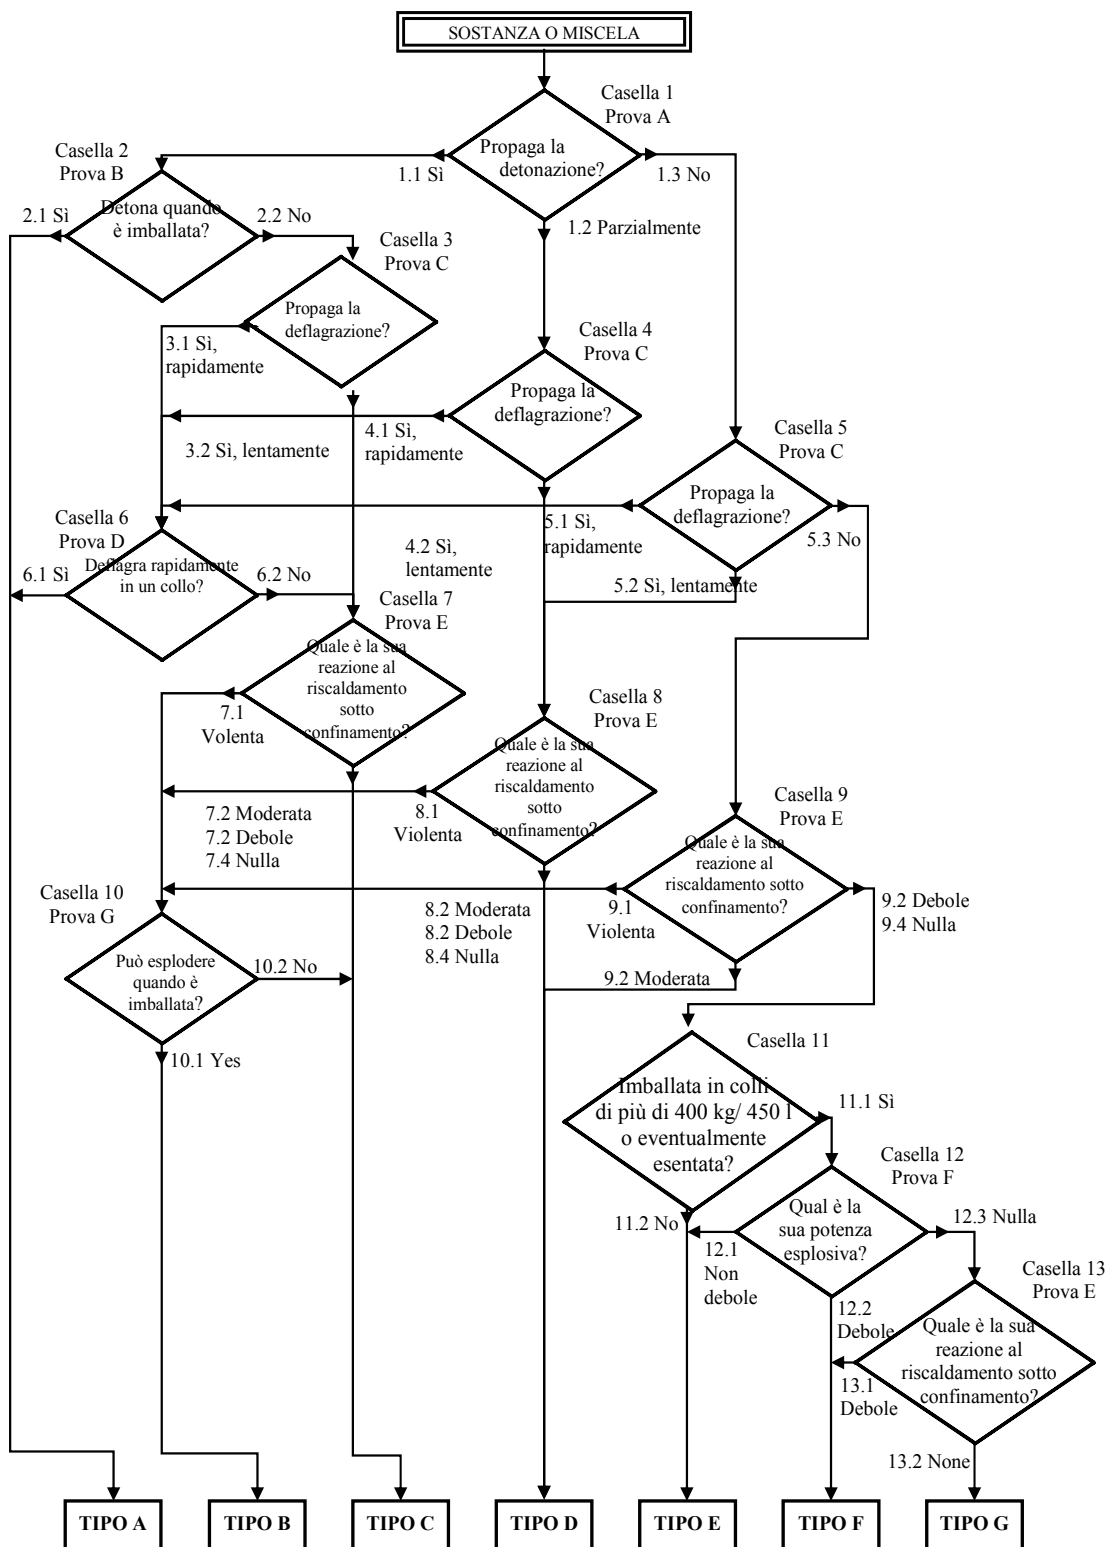 SOSTANZA O MISCELA
Casella 1
Prova A
Propaga la
detonazione?
1.1 Sì
1.3 No
1.2 Parzialmente
Casella 2
Prova B
Detona quando
è imballata?
2.1 Sì
2.2 No
Casella 3
Prova C
Propaga la
deflagrazione?
3.1 Sì,
rapidamente
3.2 Sì, lentamente
Casella 4
Prova C
Propaga la
deflagrazione?
4.1 Sì,
rapidamente
4.2 Sì,
lentamente
Casella 5
Prova C
Propaga la
deflagrazione?
5.1 Sì,
rapidamente
5.3 No
5.2 Sì, lentamente
Casella 6
Prova D
Deflagra rapidamente
in un collo?
6.1 Sì
6.2 No
Casella 7
Prova E
Quale è la sua
reazione al
riscaldamento
sotto
confinamento?
7.1
Volenta
7.2 Moderata
7.2 Debole
7.4 Nulla
Casella 8
Prova E
Quale è la sua
reazione al
riscaldamento
sotto
confinamento?
8.1
Violenta
8.2 Moderata
8.2 Debole
8.4 Nulla
Casella 9
Prova E
Quale è la sua
reazione al
riscaldamento sotto
confinamento?
9.1
Violenta
9.2 Debole
9.4 Nulla
9.2 Moderata
Casella 10
Prova G
Può esplodere
quando è
imballata?
10.2 No
10.1 Yes
Casella 11
Imballata in colli
di più di 400 kg/ 450 l
o eventualmente
esentata?
11.1 Sì
11.2 No
Casella 12
Prova F
Qual è la
sua potenza
esplosiva?
12.1
Non
debole
12.3 Nulla
12.2
Debole
Casella 13
Prova E
Quale è la sua
reazione al
riscaldamento sotto
confinamento?
13.1
Debole
13.2 None
TIPO A
TIPO B
TIPO C
TIPO D
TIPO E
TIPO F
TIPO G